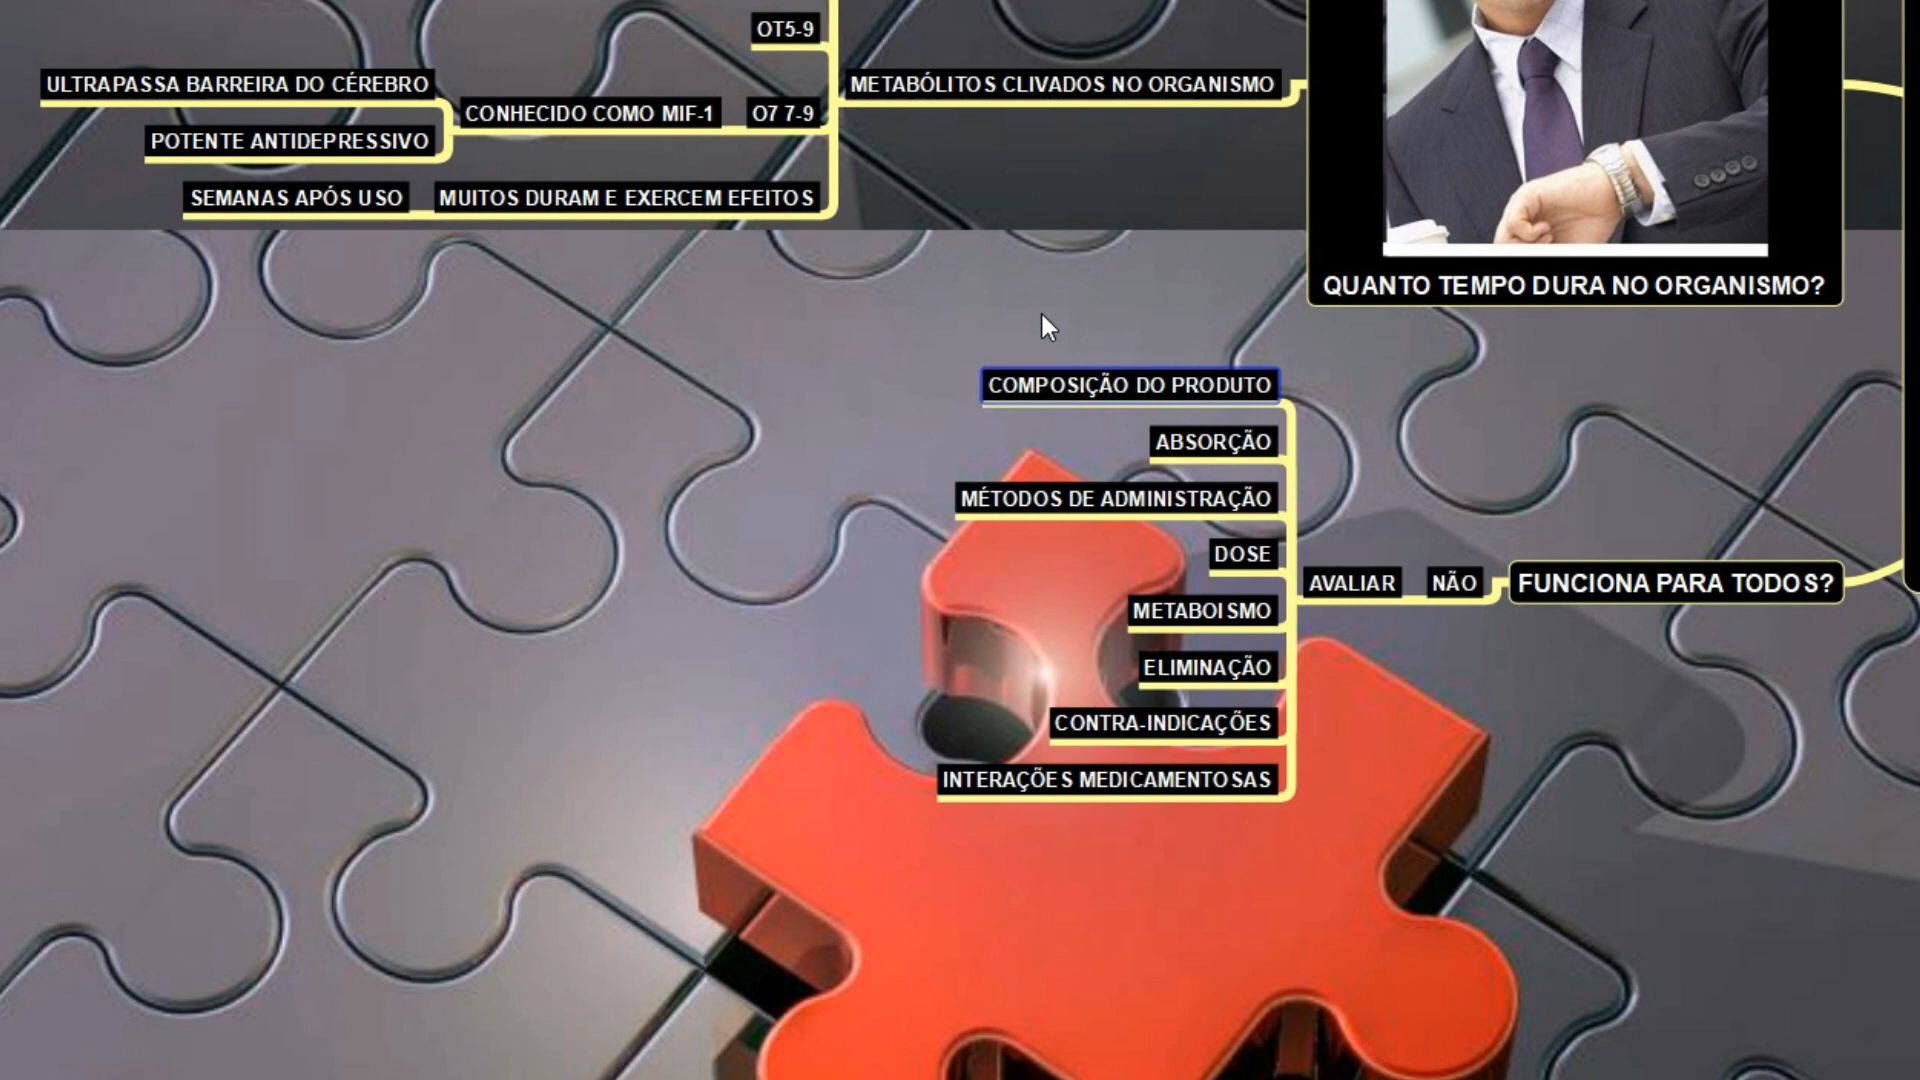 OT5-9
ULTRAPASSA BARREIRA DO CÉREBRO
METABÓLITOS CLIVADOS NO ORGANISMO
CONHECIDO COMO MIF-1
O7 7-9
POTENTE ANTIDEPRESSIVO
SEMANAS APÓS USO
MUITOS DURAM E EXERCEM EFEITOS
QUANTO TEMPO DURA NO ORGANISMO?
COMPOSIÇÃO DO PRODUTO
ABSORÇÃO
MÉTODOS DE ADMINISTRAÇÃO
DOSE
AVALIAR
NÃO
FUNCIONA PARA TODOS?
METABOISMO
ELIMINAÇÃO
CONTRA-INDICAÇÕES
INTERAÇÕES MEDICAMENTOSAS